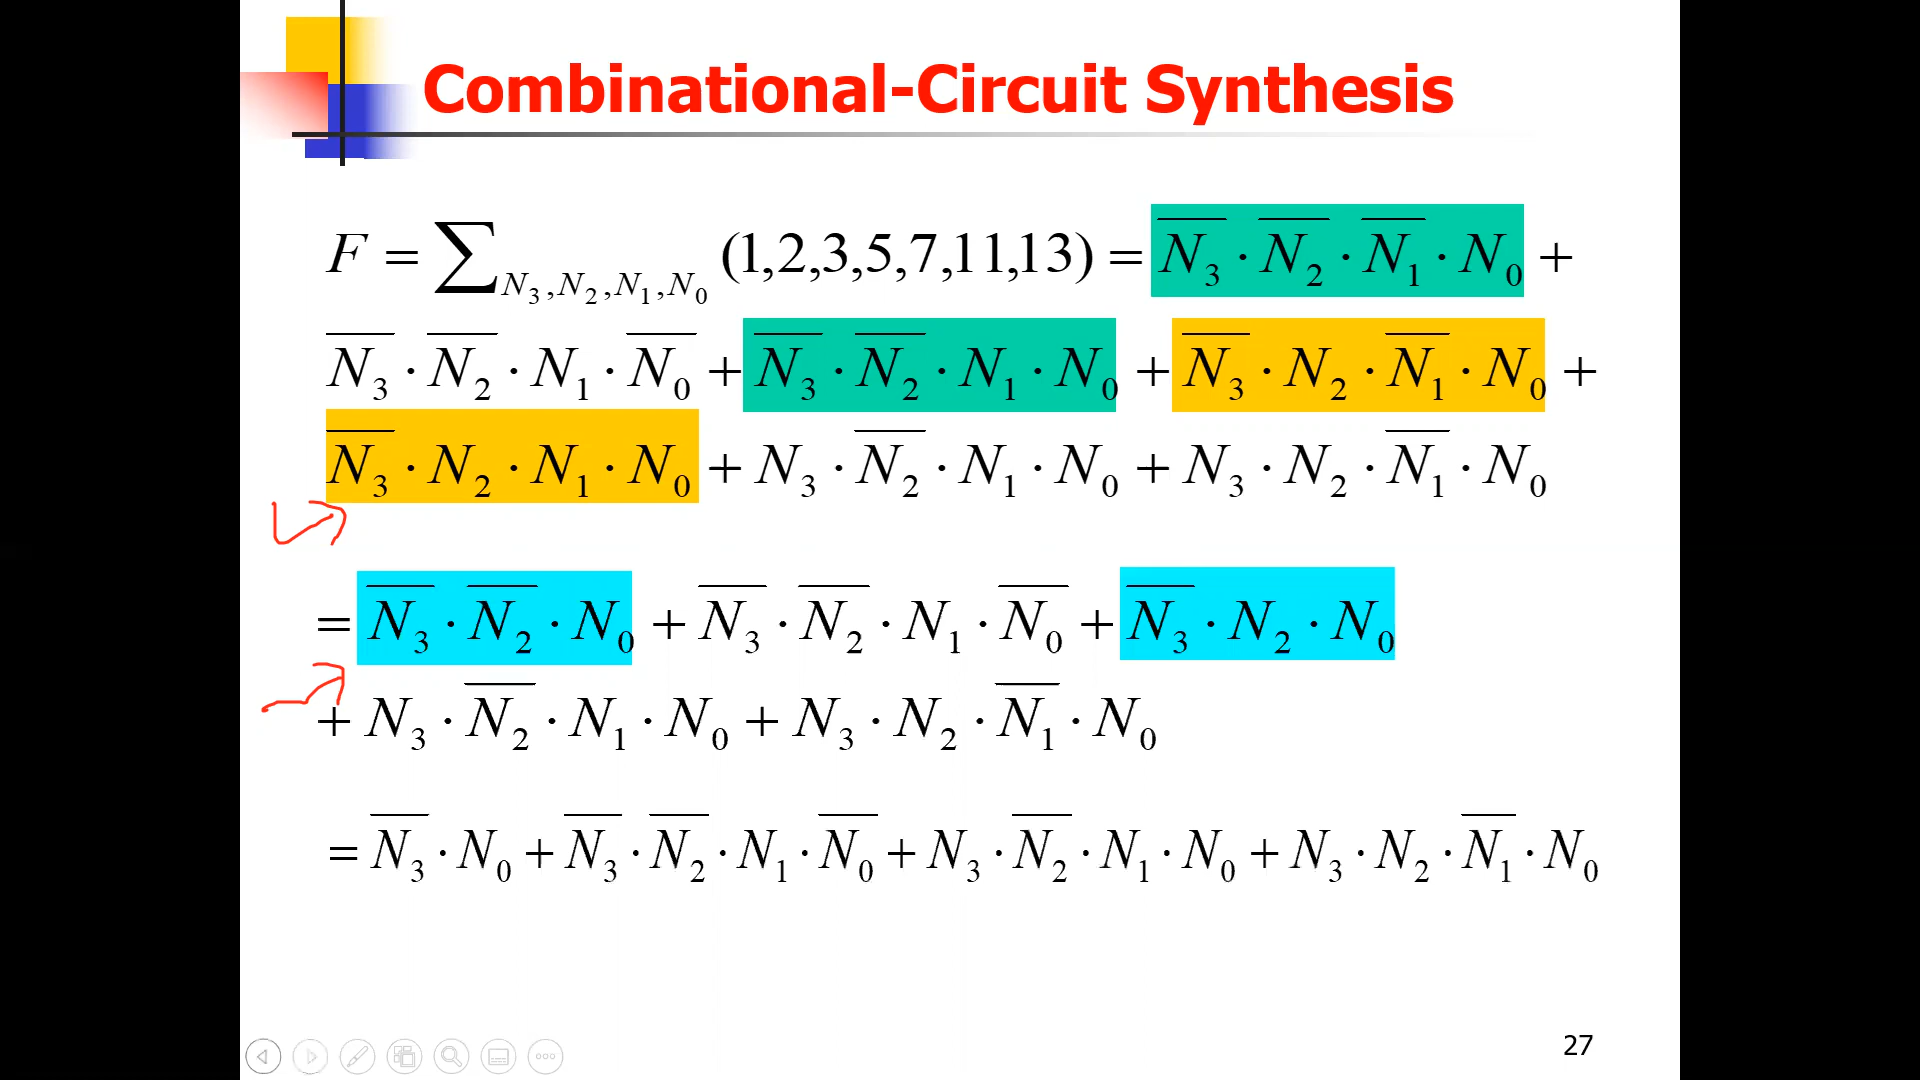 Combinational-Circuit Synthesis
F = ∑_{N₃,N₂,N₁,N₀} (1,2,3,5,7,11,13) = N̅₃ · N̅₂ · N̅₁ · N₀ +
N̅₃ · N̅₂ · N₁ · N̅₀ + N̅₃ · N̅₂ · N₁ · N₀ + N̅₃ · N₂ · N̅₁ · N₀ +
N̅₃ · N₂ · N₁ · N₀ + N₃ · N̅₂ · N₁ · N₀ + N₃ · N₂ · N̅₁ · N₀
= N̅₃ · N̅₂ · N₀ + N̅₃ · N̅₂ · N₁ · N̅₀ + N̅₃ · N₂ · N₀
+ N₃ · N̅₂ · N₁ · N₀ + N₃ · N₂ · N̅₁ · N₀
= N̅₃ · N₀ + N̅₃ · N̅₂ · N₁ · N̅₀ + N₃ · N̅₂ · N₁ · N₀ + N₃ · N₂ · N̅₁ · N₀
27